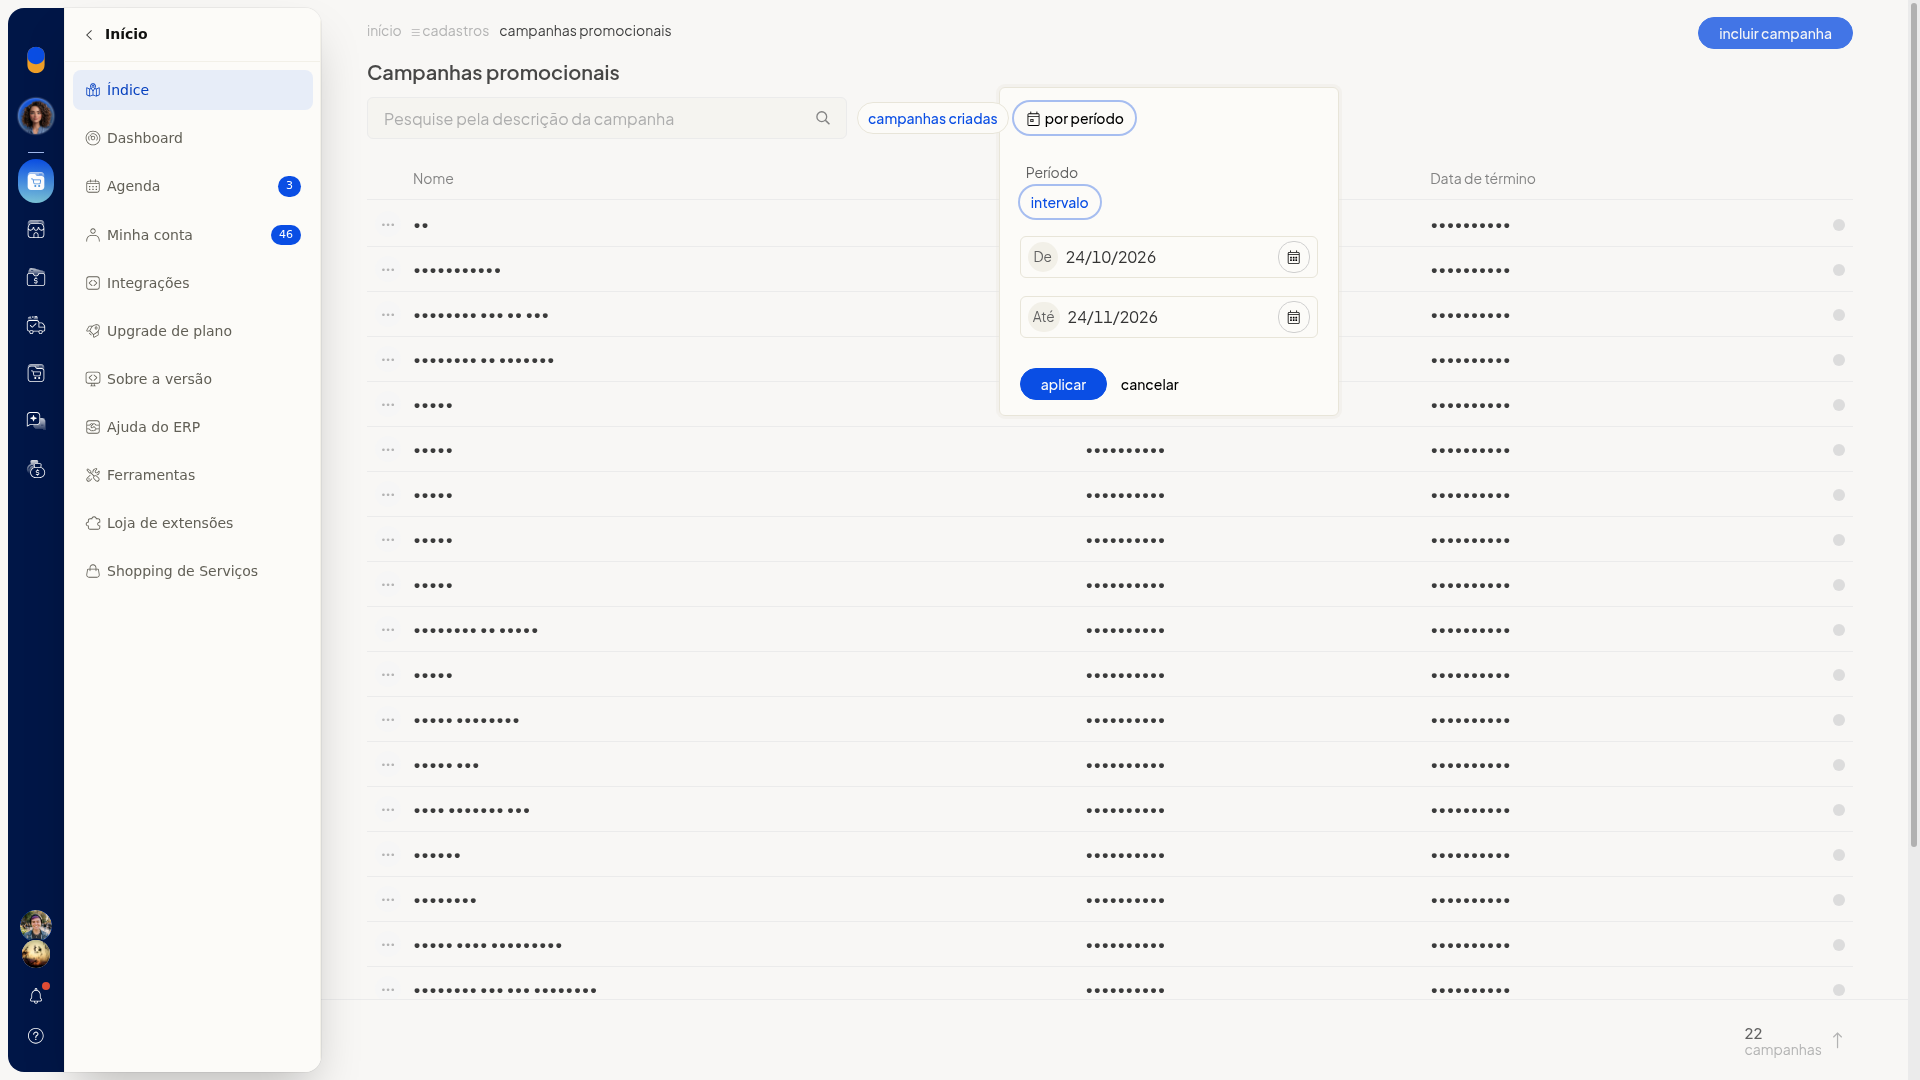 Início
Índice
Dashboard
Agenda
3
Minha conta
46
Integrações
Upgrade de plano
Sobre a versão
Ajuda do ERP
Ferramentas
Loja de extensões
Shopping de Serviços
início cadastros campanhas promocionais
incluir campanha
Campanhas promocionais
Pesquise pela descrição da campanha
campanhas criadas
por período
Nome
Data de término
Período
intervalo
De 24/10/2026
Até 24/11/2026
aplicar cancelar
22
campanhas